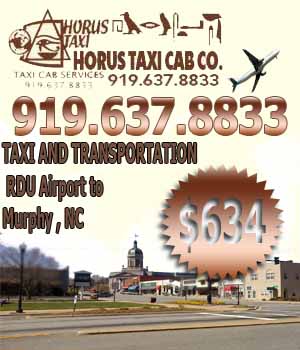 HORUS
TAXI
TAXI CAB SERVICES
919.637.8833
HORUS TAXI CAB CO.
919.637.8833
919.637.8833
TAXI AND TRANSPORTATION
RDU Airport to
Murphy , NC
$634